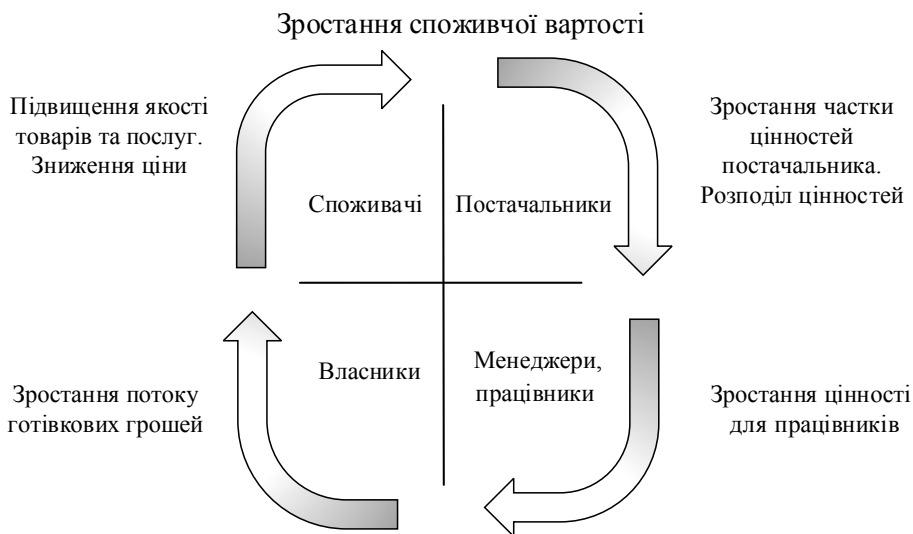 Зростання споживчої вартості
Підвищення якості
товарів та послуг.
Зниження ціни
Зростання частки
цінностей
постачальника.
Розподіл цінностей
Споживачі
Постачальники
Власники
Менеджери,
працівники
Зростання потоку
готівкових грошей
Зростання цінності
для працівників